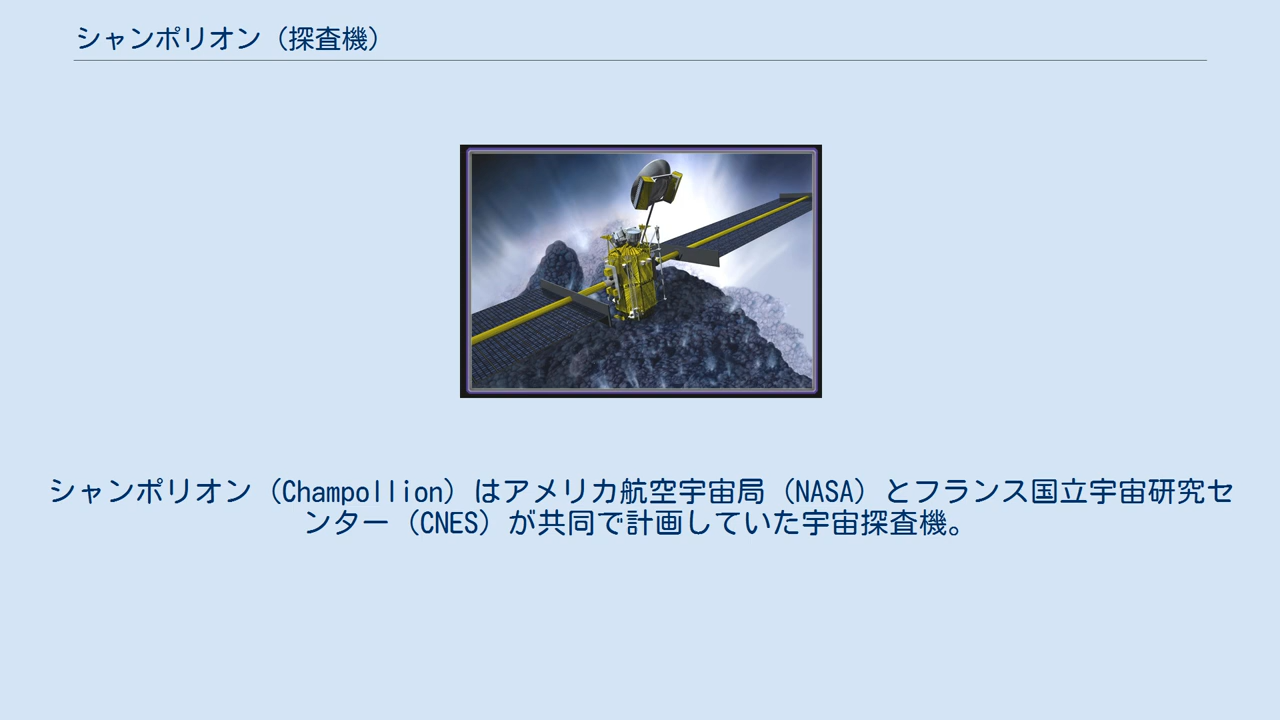 シャンポリオン（探査機）
シャンポリオン（Champollion）はアメリカ航空宇宙局（NASA）とフランス国立宇宙研究セ
ンター（CNES）が共同で計画していた宇宙探査機。